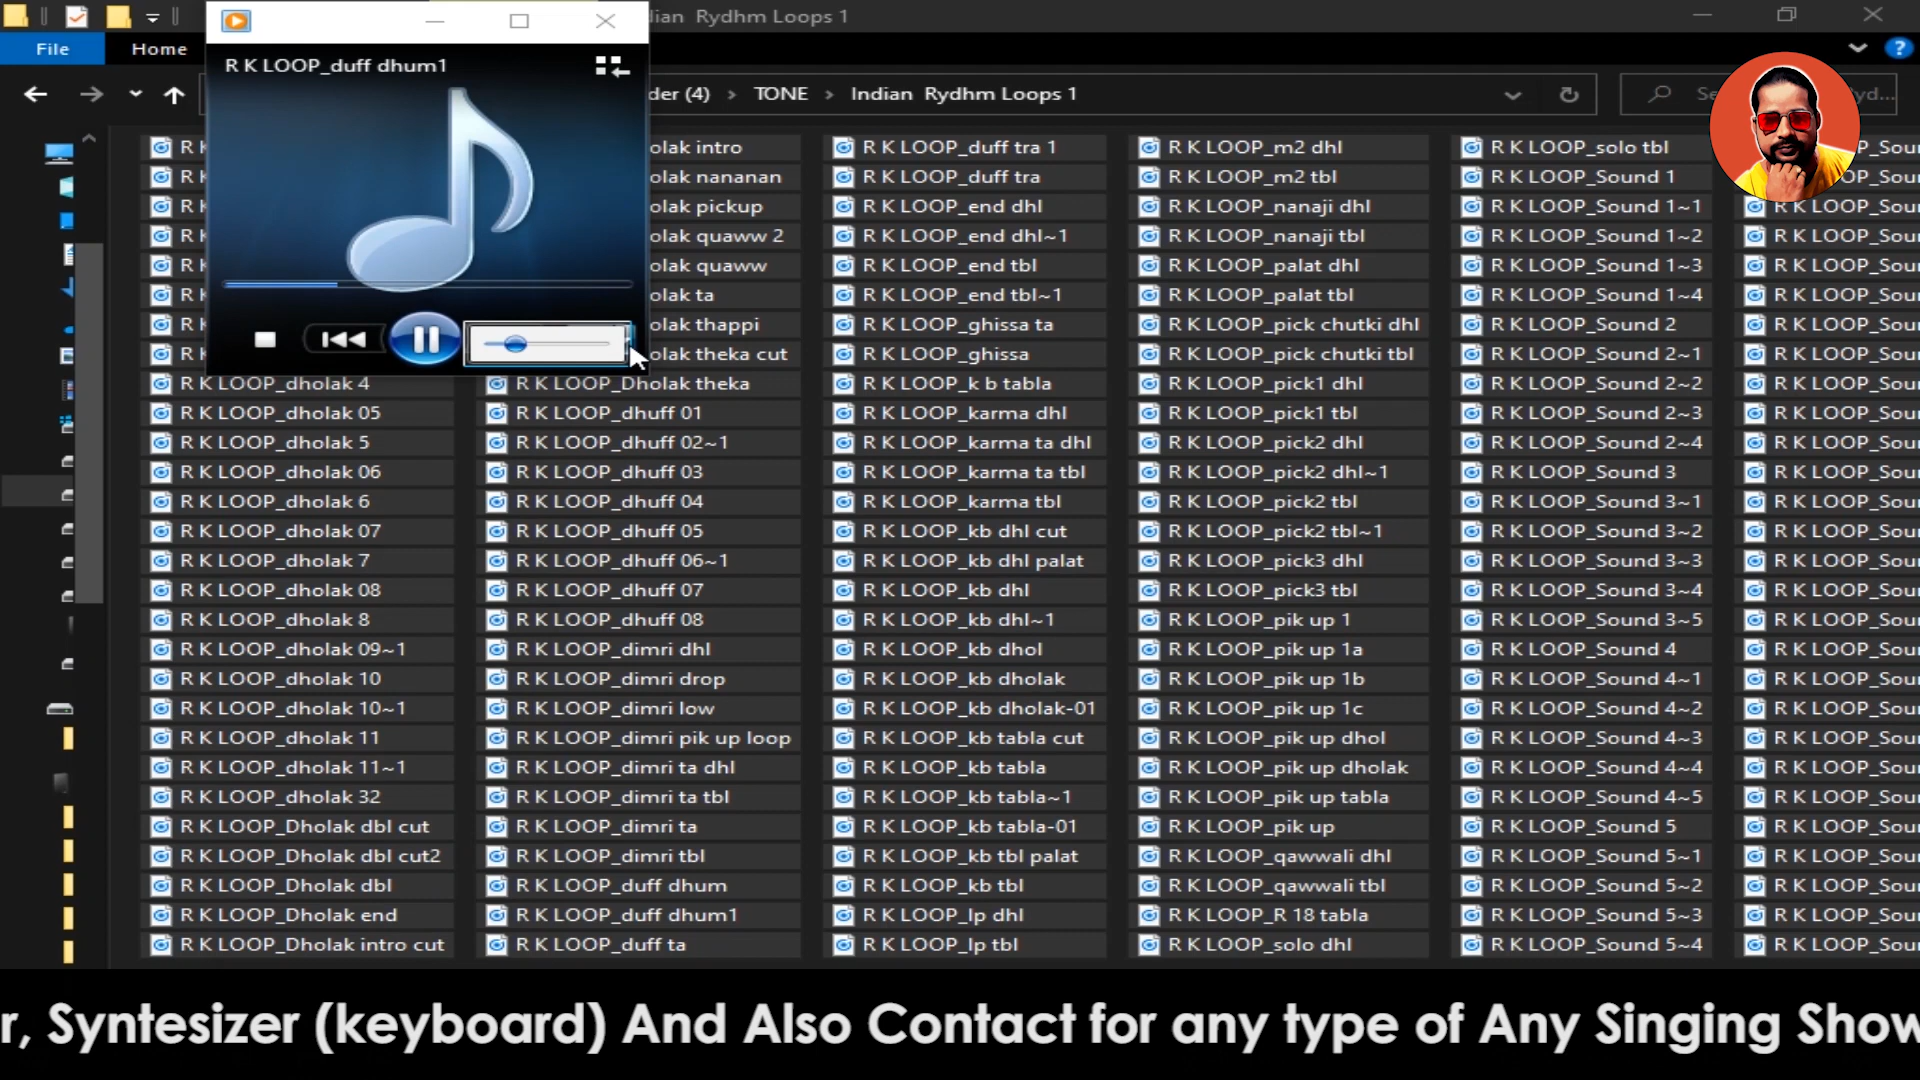 dian Rydhm Loops 1
File
Home
R K LOOP_duff dhum1
der (4) › TONE › Indian Rydhm Loops 1
R K LOOP_dholak 4
R K LOOP_dholak 05
R K LOOP_dholak 5
R K LOOP_dholak 06
R K LOOP_dholak 6
R K LOOP_dholak 07
R K LOOP_dholak 7
R K LOOP_dholak 08
R K LOOP_dholak 8
R K LOOP_dholak 09~1
R K LOOP_dholak 10
R K LOOP_dholak 10~1
R K LOOP_dholak 11
R K LOOP_dholak 11~1
R K LOOP_dholak 32
R K LOOP_Dholak dbl cut
R K LOOP_Dholak dbl cut2
R K LOOP_Dholak dbl
R K LOOP_Dholak end
R K LOOP_Dholak intro cut
olak intro
olak nananan
olak pickup
olak quaww 2
olak quaww
olak ta
olak thappi
olak theka cut
R K LOOP_Dholak theka
R K LOOP_dhuff 01
R K LOOP_dhuff 02~1
R K LOOP_dhuff 03
R K LOOP_dhuff 04
R K LOOP_dhuff 05
R K LOOP_dhuff 06~1
R K LOOP_dhuff 07
R K LOOP_dhuff 08
R K LOOP_dimri dhl
R K LOOP_dimri drop
R K LOOP_dimri low
R K LOOP_dimri pik up loop
R K LOOP_dimri ta dhl
R K LOOP_dimri ta tbl
R K LOOP_dimri ta
R K LOOP_dimri tbl
R K LOOP_duff dhum
R K LOOP_duff dhum1
R K LOOP_duff ta
R K LOOP_duff tra 1
R K LOOP_duff tra
R K LOOP_end dhl
R K LOOP_end dhl~1
R K LOOP_end tbl
R K LOOP_end tbl~1
R K LOOP_ghissa ta
R K LOOP_ghissa
R K LOOP_k b tabla
R K LOOP_karma dhl
R K LOOP_karma ta dhl
R K LOOP_karma ta tbl
R K LOOP_karma tbl
R K LOOP_kb dhl cut
R K LOOP_kb dhl palat
R K LOOP_kb dhl
R K LOOP_kb dhl~1
R K LOOP_kb dhol
R K LOOP_kb dholak
R K LOOP_kb dholak-01
R K LOOP_kb tabla cut
R K LOOP_kb tabla
R K LOOP_kb tabla~1
R K LOOP_kb tabla-01
R K LOOP_kb tbl palat
R K LOOP_kb tbl
R K LOOP_lp dhl
R K LOOP_lp tbl
R K LOOP_m2 dhl
R K LOOP_m2 tbl
R K LOOP_nanaji dhl
R K LOOP_nanaji tbl
R K LOOP_palat dhl
R K LOOP_palat tbl
R K LOOP_pick chutki dhl
R K LOOP_pick chutki tbl
R K LOOP_pick1 dhl
R K LOOP_pick1 tbl
R K LOOP_pick2 dhl
R K LOOP_pick2 dhl~1
R K LOOP_pick2 tbl
R K LOOP_pick2 tbl~1
R K LOOP_pick3 dhl
R K LOOP_pick3 tbl
R K LOOP_pik up 1
R K LOOP_pik up 1a
R K LOOP_pik up 1b
R K LOOP_pik up 1c
R K LOOP_pik up dhol
R K LOOP_pik up dholak
R K LOOP_pik up tabla
R K LOOP_pik up
R K LOOP_qawwali dhl
R K LOOP_qawwali tbl
R K LOOP_R 18 tabla
R K LOOP_solo dhl
R K LOOP_solo tbl
R K LOOP_Sound 1
R K LOOP_Sound 1~1
R K LOOP_Sound 1~2
R K LOOP_Sound 1~3
R K LOOP_Sound 1~4
R K LOOP_Sound 2
R K LOOP_Sound 2~1
R K LOOP_Sound 2~2
R K LOOP_Sound 2~3
R K LOOP_Sound 2~4
R K LOOP_Sound 3
R K LOOP_Sound 3~1
R K LOOP_Sound 3~2
R K LOOP_Sound 3~3
R K LOOP_Sound 3~4
R K LOOP_Sound 3~5
R K LOOP_Sound 4
R K LOOP_Sound 4~1
R K LOOP_Sound 4~2
R K LOOP_Sound 4~3
R K LOOP_Sound 4~4
R K LOOP_Sound 4~5
R K LOOP_Sound 5
R K LOOP_Sound 5~1
R K LOOP_Sound 5~2
R K LOOP_Sound 5~3
R K LOOP_Sound 5~4
r, Syntesizer (keyboard) And Also Contact for any type of Any Singing Show